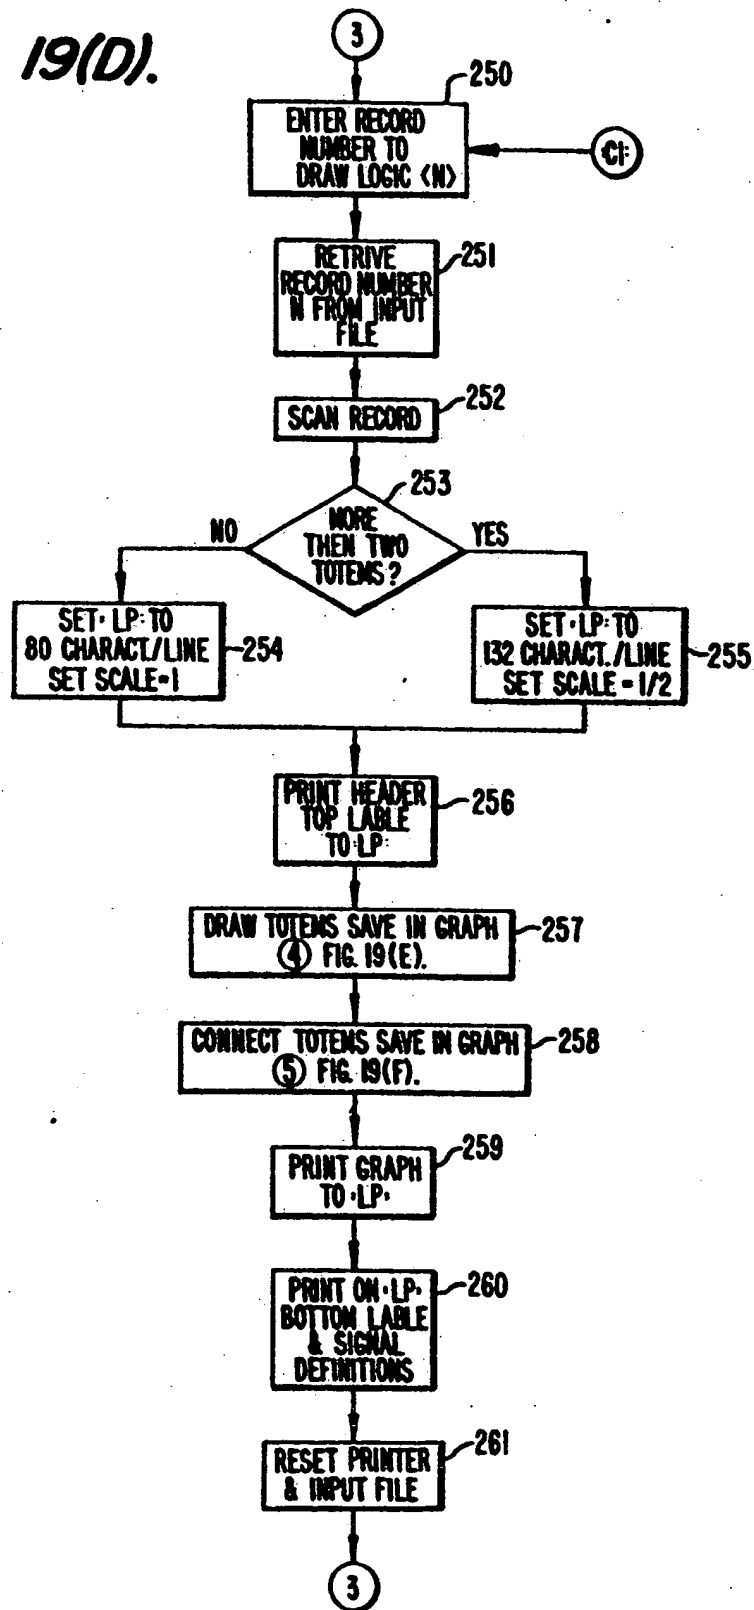 19(D).
3
250
ENTER RECORD
NUMBER TO
DRAW LOGIC <N>
:CI:
251
RETRIVE
RECORD NUMBER
N FROM INPUT
FILE
252
SCAN RECORD
253
NO
MORE
THEN TWO
TOTEMS?
YES
SET :LP: TO
80 CHARACT./LINE
SET SCALE=1
254
SET :LP: TO
132 CHARACT./LINE
SET SCALE = 1/2
255
PRINT HEADER
TOP LABLE
TO :LP:
256
DRAW TOTEMS SAVE IN GRAPH
4 FIG. 19(E).
257
CONNECT TOTEMS SAVE IN GRAPH
5 FIG. 19(F).
258
PRINT GRAPH
TO :LP:
259
PRINT ON :LP:
BOTTOM LABLE
& SIGNAL
DEFINITIONS
260
RESET PRINTER
& INPUT FILE
261
3